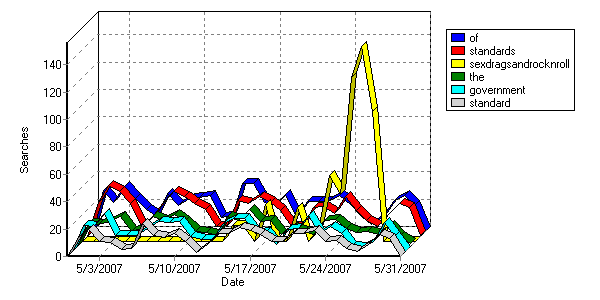 140
120
100
80
60
40
20
0
Searches
5/3/2007 5/10/2007 5/17/2007 5/24/2007 5/31/2007
Date
of
standards
sexdragsandrocknroll
the
government
standard